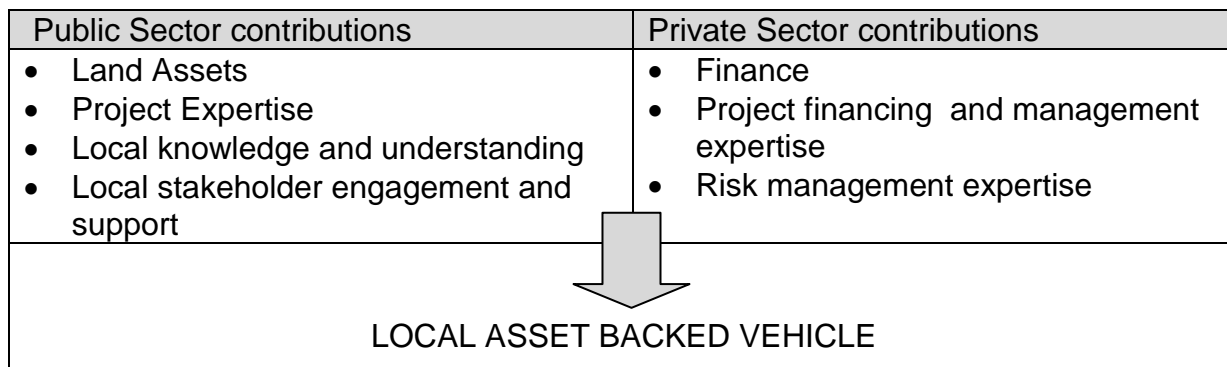 Public Sector contributions
• Land Assets
• Project Expertise
• Local knowledge and understanding
• Local stakeholder engagement and
support
Private Sector contributions
• Finance
• Project financing and management
expertise
• Risk management expertise
LOCAL ASSET BACKED VEHICLE